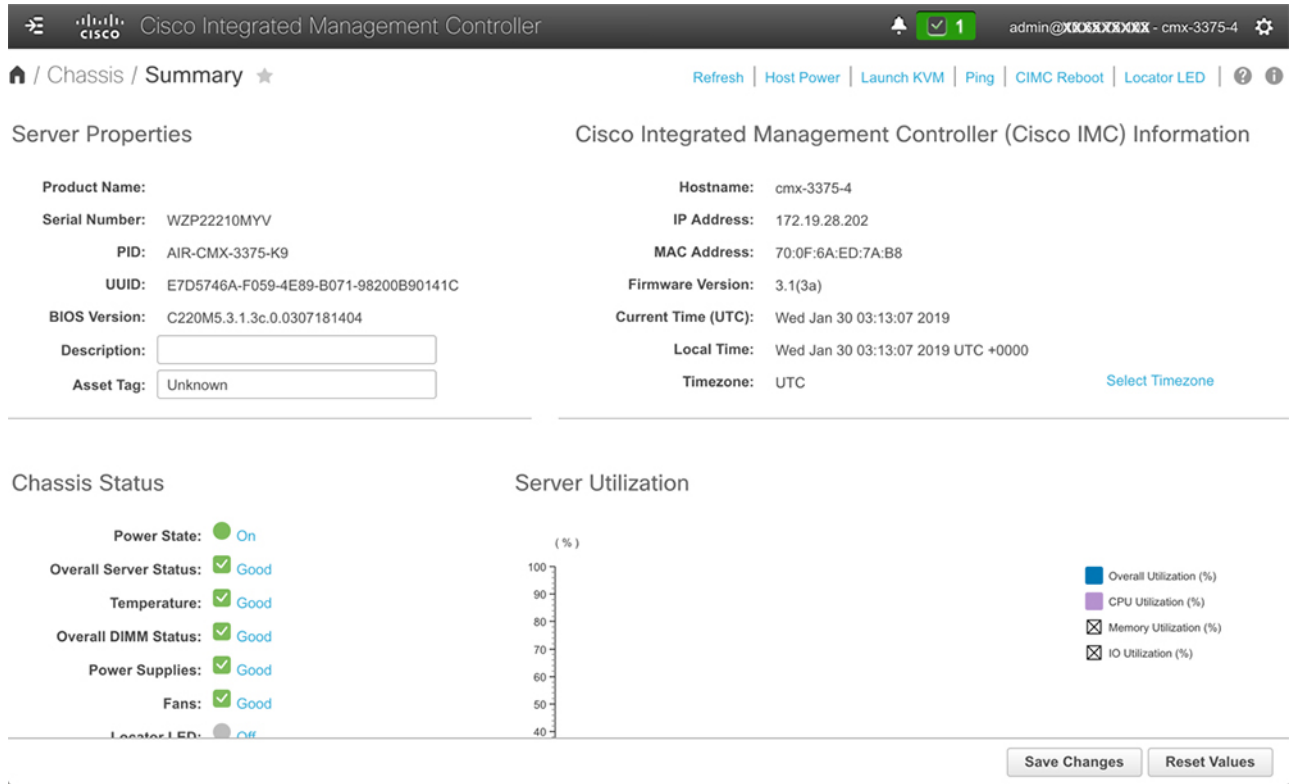 CISCO Cisco Integrated Management Controller 1 admin@ - cmx-3375-4
/ Chassis / Summary Refresh | Host Power | Launch KVM | Ping | CIMC Reboot | Locator LED |
Server Properties
Product Name:
Serial Number: WZP22210MYV
PID: AIR-CMX-3375-K9
UUID: E7D5746A-F059-4E89-B071-98200B90141C
BIOS Version: C220M5.3.1.3c.0.0307181404
Description:
Asset Tag: Unknown
Cisco Integrated Management Controller (Cisco IMC) Information
Hostname: cmx-3375-4
IP Address: 172.19.28.202
MAC Address: 70:0F:6A:ED:7A:B8
Firmware Version: 3.1(3a)
Current Time (UTC): Wed Jan 30 03:13:07 2019
Local Time: Wed Jan 30 03:13:07 2019 UTC +0000
Timezone: UTC Select Timezone
Chassis Status
Power State: On
Overall Server Status: Good
Temperature: Good
Overall DIMM Status: Good
Power Supplies: Good
Fans: Good
Locator LED: Off
Server Utilization
(%)
100
90
80
70
60
50
40
Overall Utilization (%)
CPU Utilization (%)
Memory Utilization (%)
IO Utilization (%)
Save Changes Reset Values